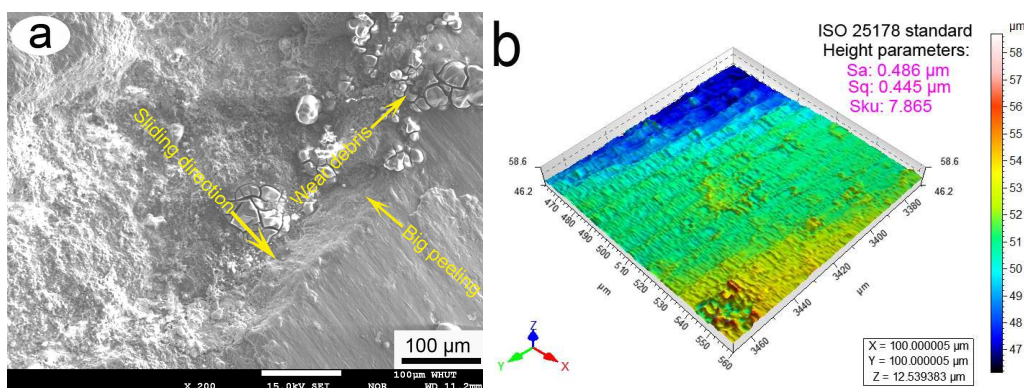 a
Sliding direction
Wear debris
Big peeling
100 μm
100μm WHUT
X 200 15.0kV SEI NOR WD 11.2mm
b
ISO 25178 standard
Height parameters:
Sa: 0.486 μm
Sq: 0.445 μm
Sku: 7.865
58.6
46.2
470
480
490
500
510
520
530
540
550
560
μm
3460
3440
3420
3400
3380
μm
58.6
46.2
Z
Y
X
X = 100.000005 μm
Y = 100.000005 μm
Z = 12.539383 μm
μm
58
57
56
55
54
53
52
51
50
49
48
47